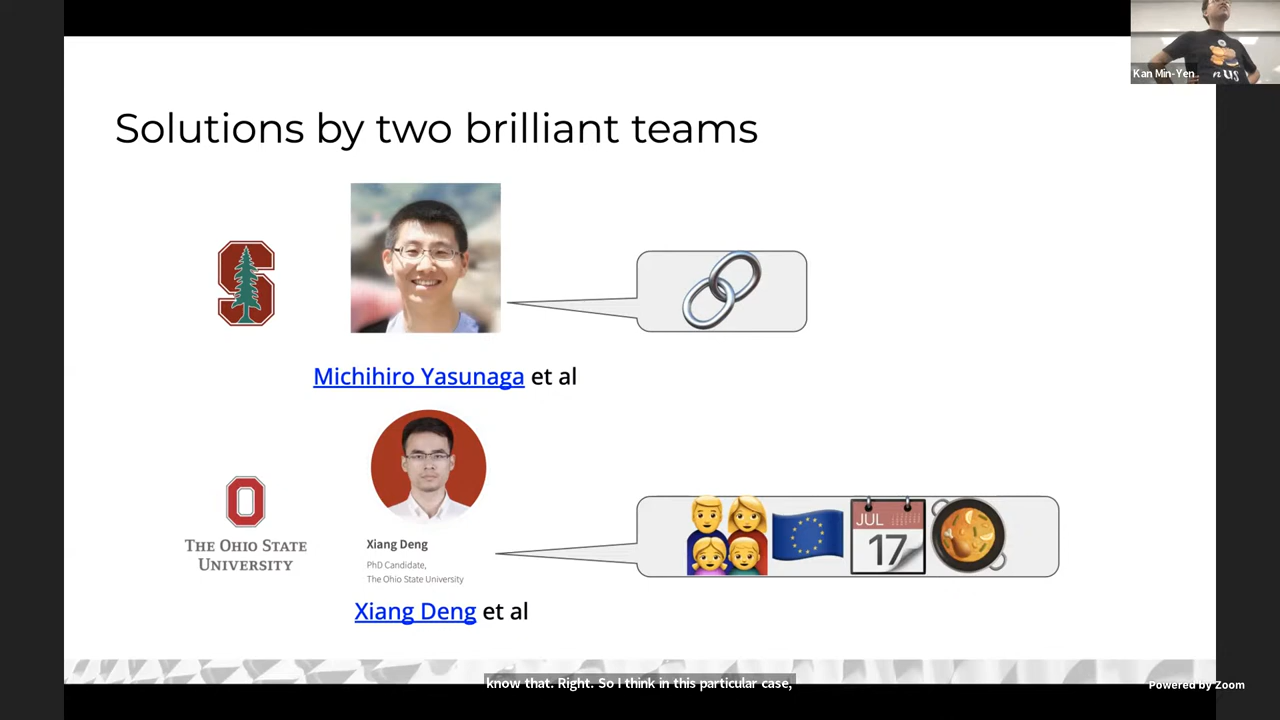 Kan Min-Yen
nus
Solutions by two brilliant teams
S
Michihiro Yasunaga et al
O
THE OHIO STATE
UNIVERSITY
Xiang Deng
PhD Candidate,
The Ohio State University
JUL
17
Xiang Deng et al
know that. Right. So I think in this particular case,
Powered by Zoom